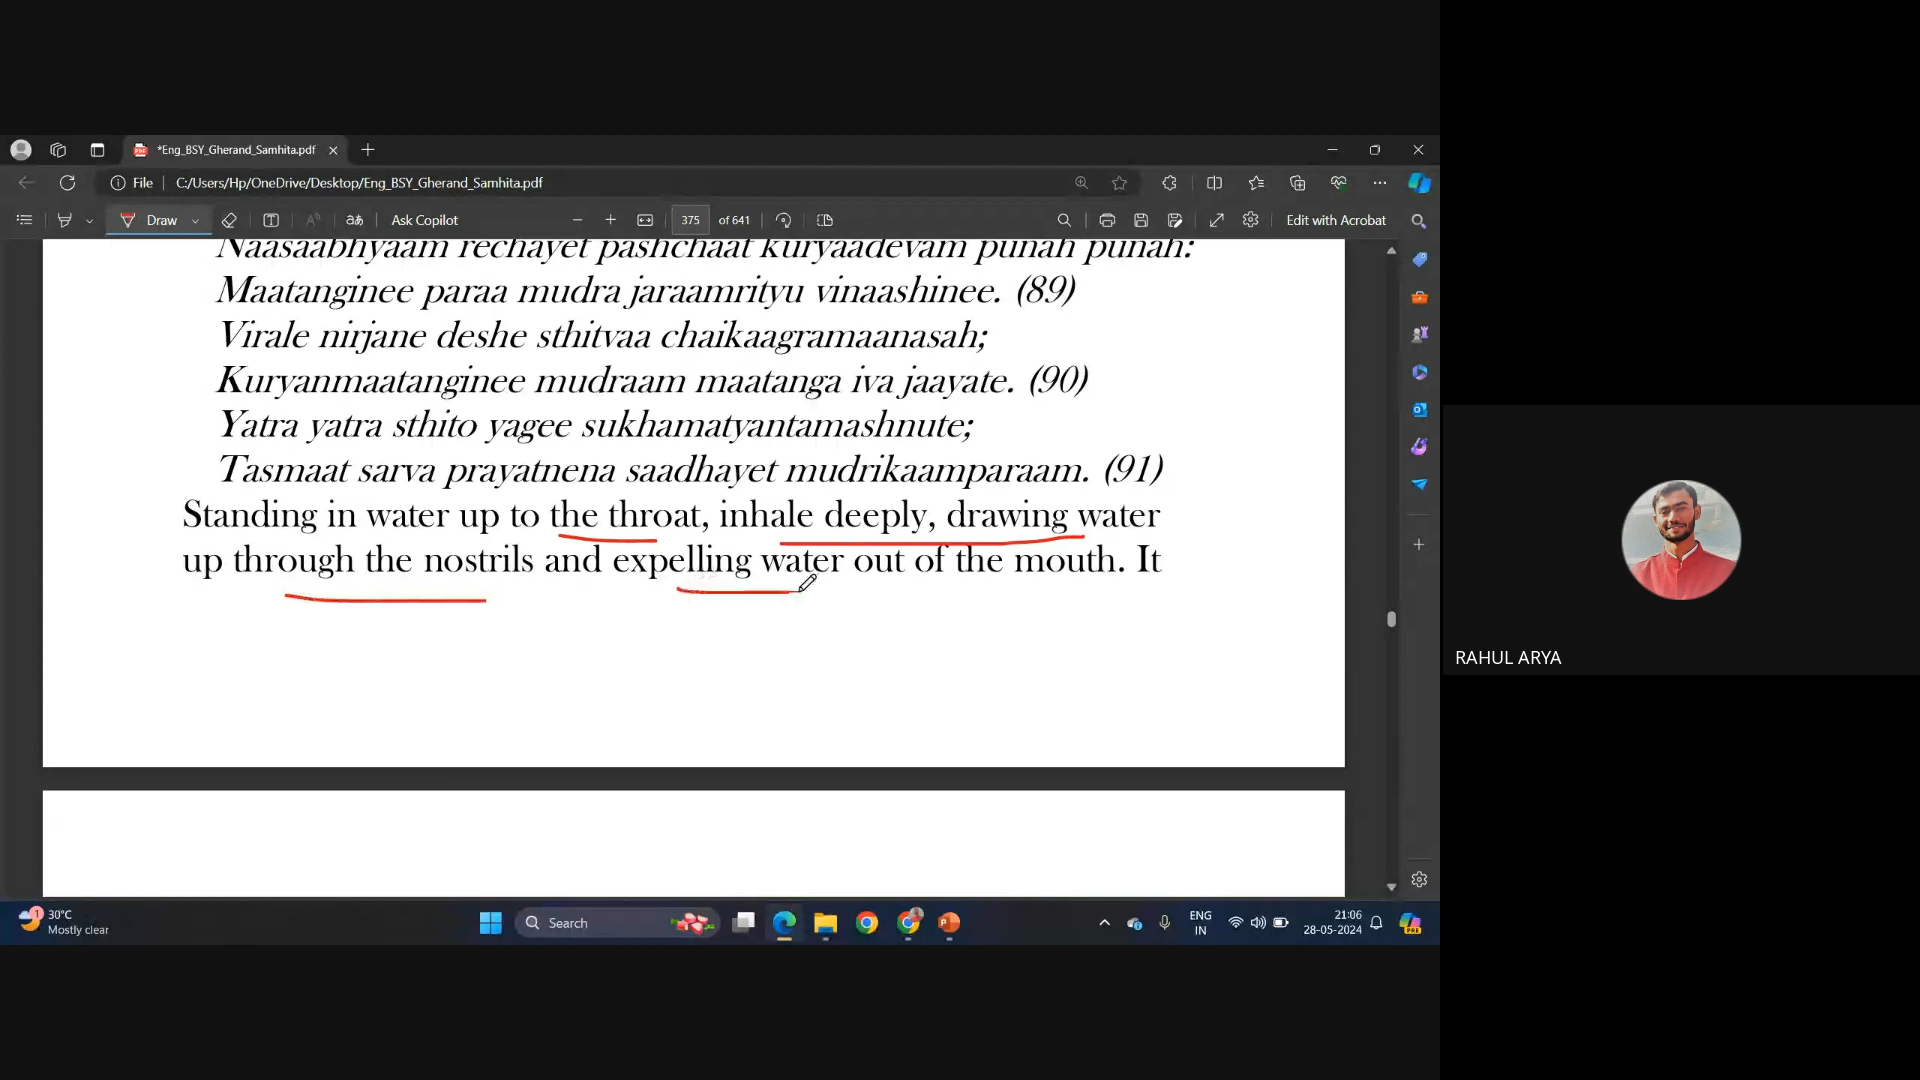 *Eng_BSY_Gherand_Samhita.pdf
File
C:/Users/Hp/OneDrive/Desktop/Eng_BSY_Gherand_Samhita.pdf
Draw
aあ
Ask Copilot
375 of 641
Edit with Acrobat
Naasaabhyaam rechayet pashchaat kuryaadevam punah punah:
Maatanginee paraa mudra jaraamrityu vinaashinee. (89)
Virale nirjane deshe sthitvaa chaikaagramaanasah;
Kuryanmaatanginee mudraam maatanga iva jaayate. (90)
Yatra yatra sthito yagee sukhamatyantamashnute;
Tasmaat sarva prayatnena saadhayet mudrikaamparaam. (91)
Standing in water up to the throat, inhale deeply, drawing water
up through the nostrils and expelling water out of the mouth. It
RAHUL ARYA
1
30°C
Mostly clear
Search
ENG
IN
21:06
28-05-2024
PRE